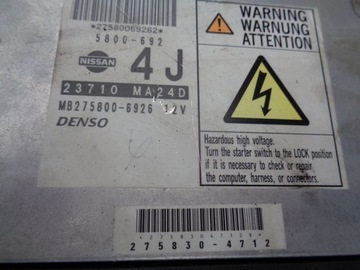 *27580069262*
5800-692
NISSAN
4J
23710 MA24D
MB275800-6926 12V
DENSO
WARNING
WARNUNG
ATTENTION
Hazardous high voltage.
Turn the starter switch to the LOCK position
if it is necessary to check or repair
the computer, harness, or connectors.
275830-4712